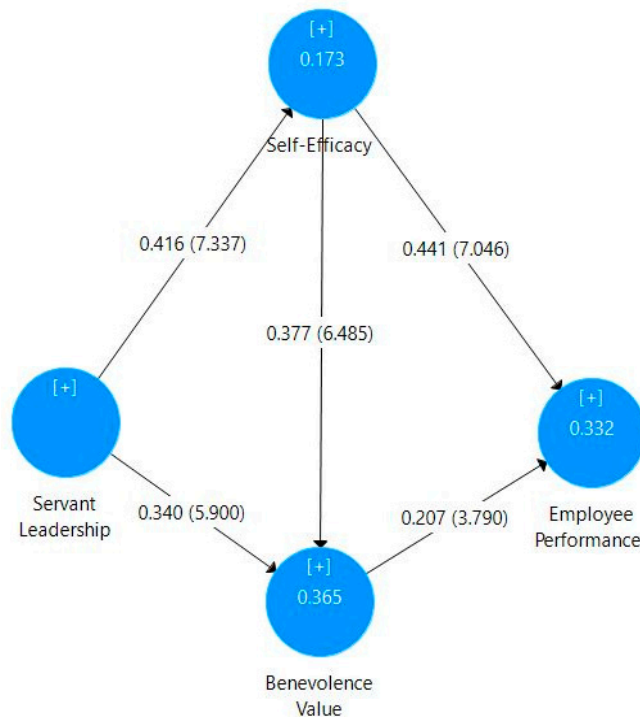 [+]
0.173
Self-Efficacy
0.416 (7.337)
0.441 (7.046)
0.377 (6.485)
[+]
Servant
Leadership
[+]
0.332
Employee
Performance
0.340 (5.900)
0.207 (3.790)
[+]
0.365
Benevolence
Value